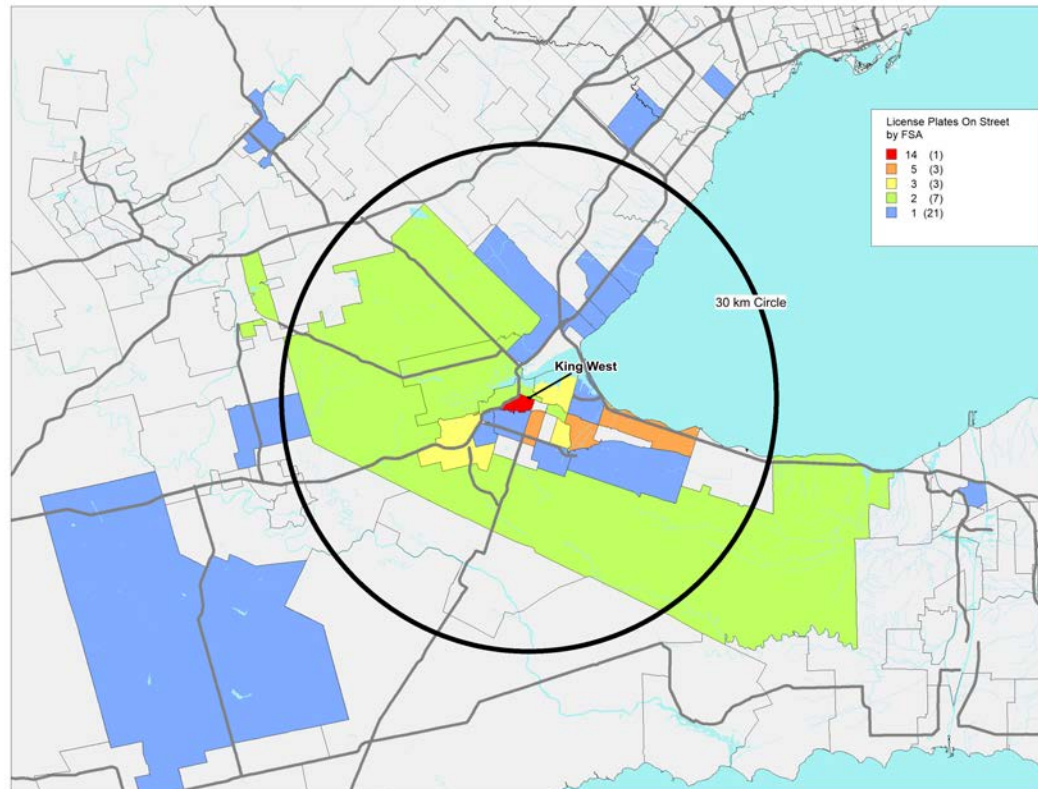 License Plates On Street
by FSA
14 (1)
5 (3)
3 (3)
2 (7)
1 (21)
30 km Circle
King West